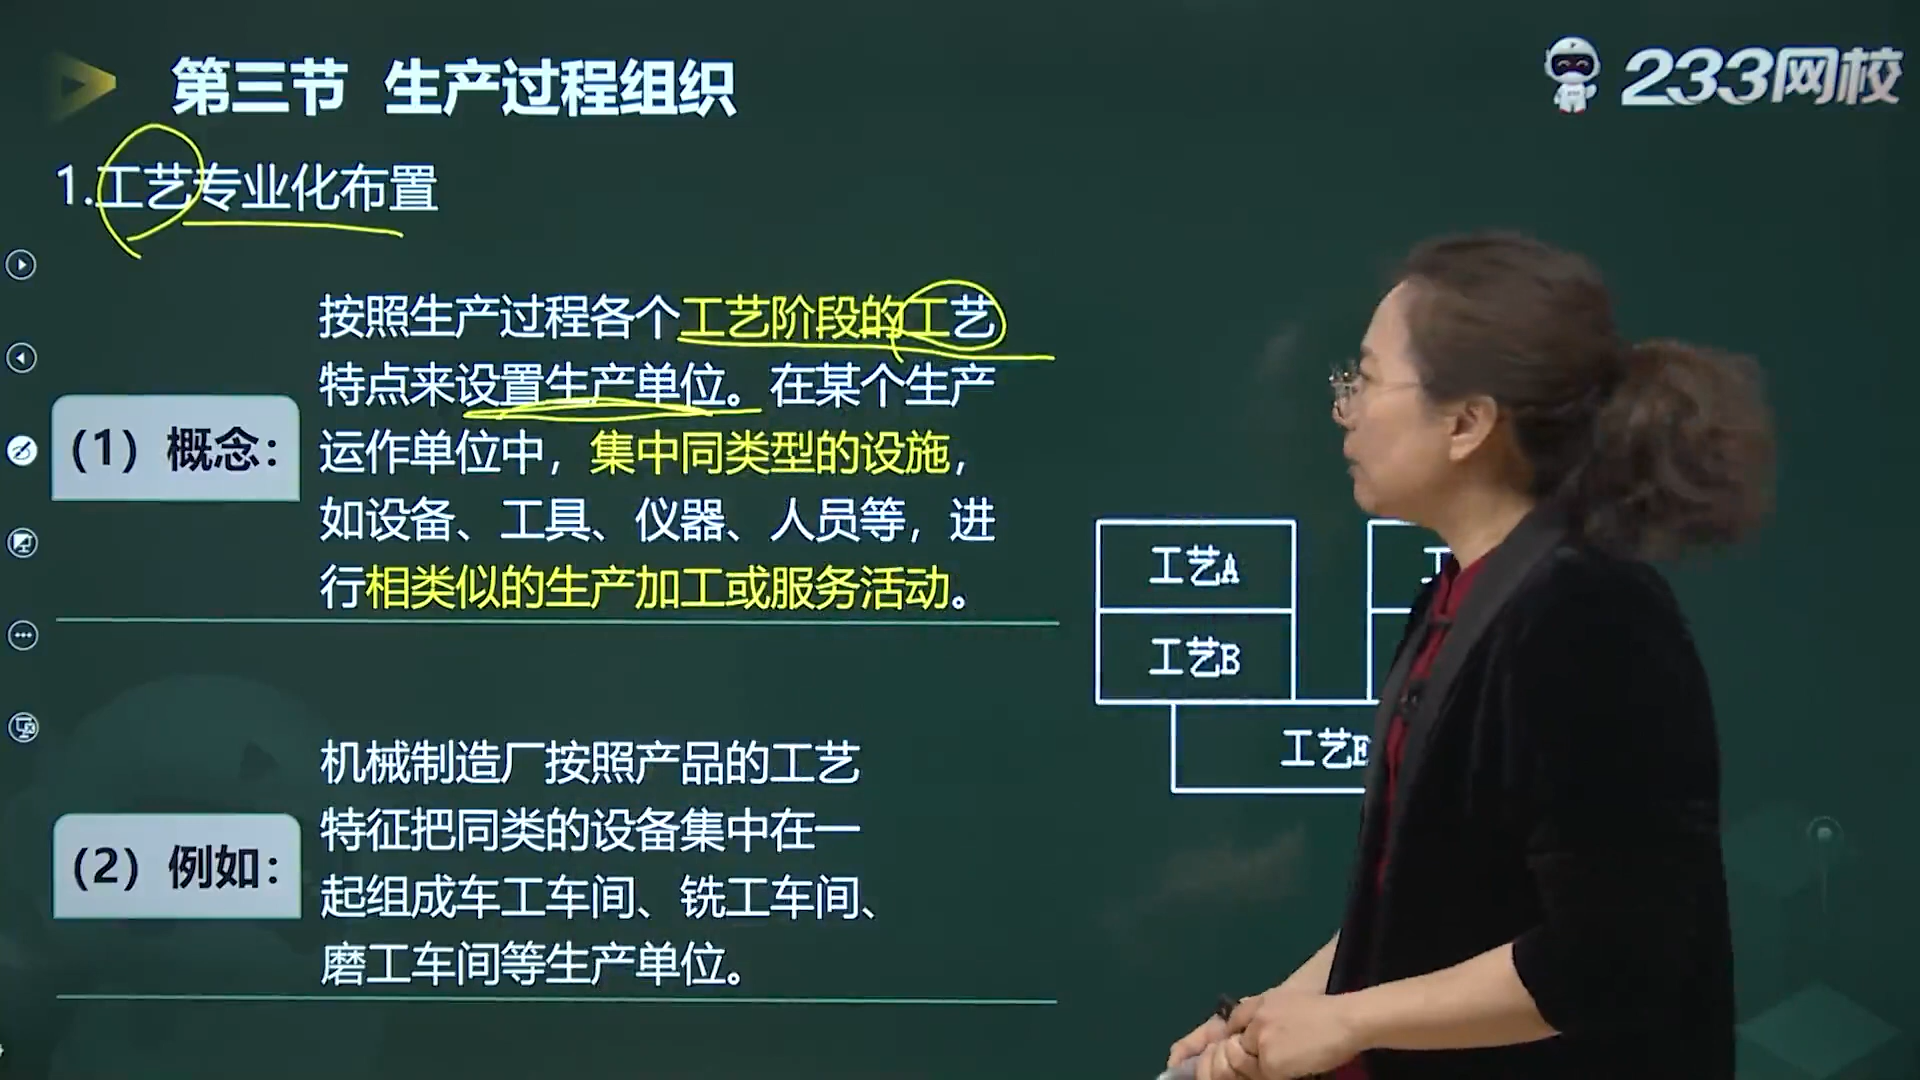 第三节 生产过程组织
233网校
1.工艺专业化布置
(1)概念:
按照生产过程各个工艺阶段的工艺
特点来设置生产单位。在某个生产
运作单位中，集中同类型的设施，
如设备、工具、仪器、人员等，进
行相类似的生产加工或服务活动。
工艺A
工艺B
工艺E
(2)例如:
机械制造厂按照产品的工艺
特征把同类的设备集中在一
起组成车工车间、铣工车间、
磨工车间等生产单位。